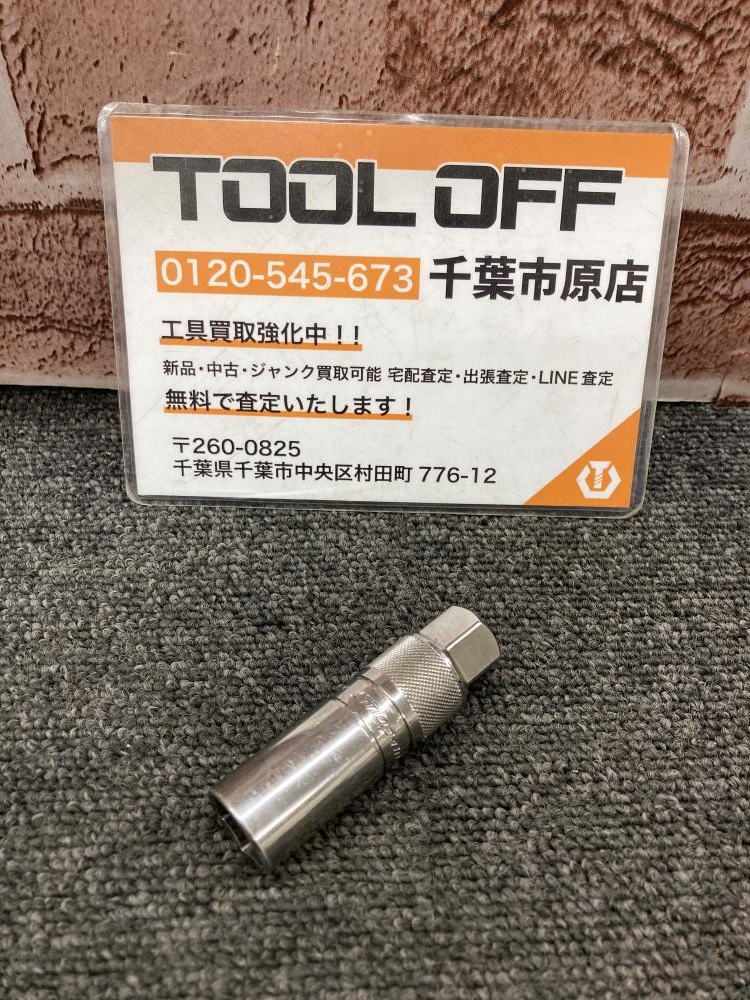 TOOL OFF
0120-545-673 千葉市原店
工具買取強化中！！
新品・中古・ジャンク買取可能 宅配査定・出張査定・LINE査定
無料で査定いたします！
〒260-0825
千葉県千葉市中央区村田町 776-12